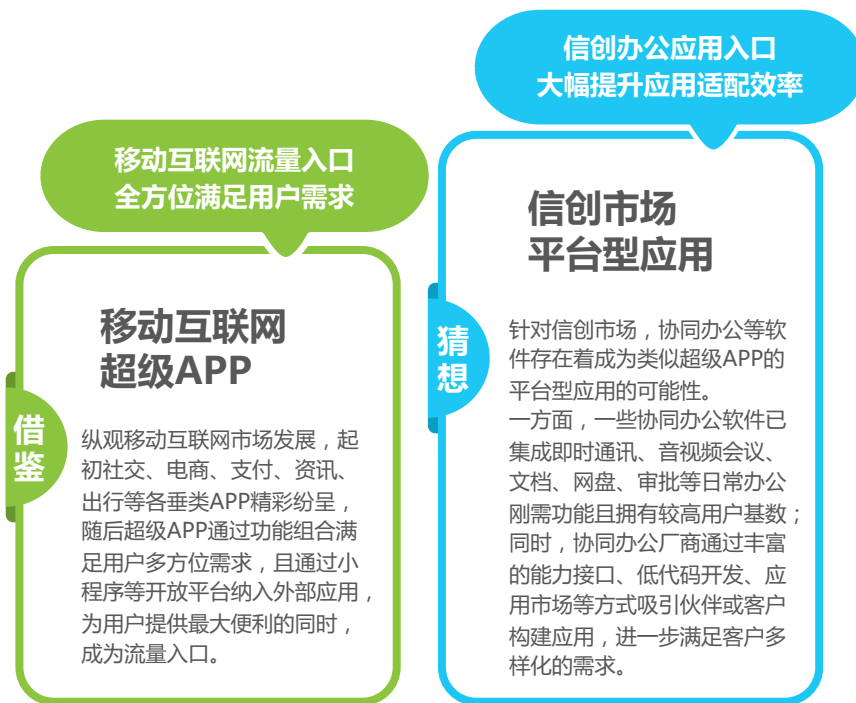 移动互联网流量入口
全方位满足用户需求
移动互联网
超级APP
借鉴
纵观移动互联网市场发展，起
初社交、电商、支付、资讯、
出行等各垂类APP精彩纷呈，
随后超级APP通过功能组合满
足用户多方位需求，且通过小
程序等开放平台纳入外部应用，
为用户提供最大便利的同时，
成为流量入口。
信创办公应用入口
大幅提升应用适配效率
信创市场
平台型应用
猜想
针对信创市场，协同办公等软
件存在着成为类似超级APP的
平台型应用的可能性。
一方面，一些协同办公软件已
集成即时通讯、音视频会议、
文档、网盘、审批等日常办公
刚需功能且拥有较高用户基数；
同时，协同办公厂商通过丰富
的能力接口、低代码开发、应
用市场等方式吸引伙伴或客户
构建应用，进一步满足客户多
样化的需求。